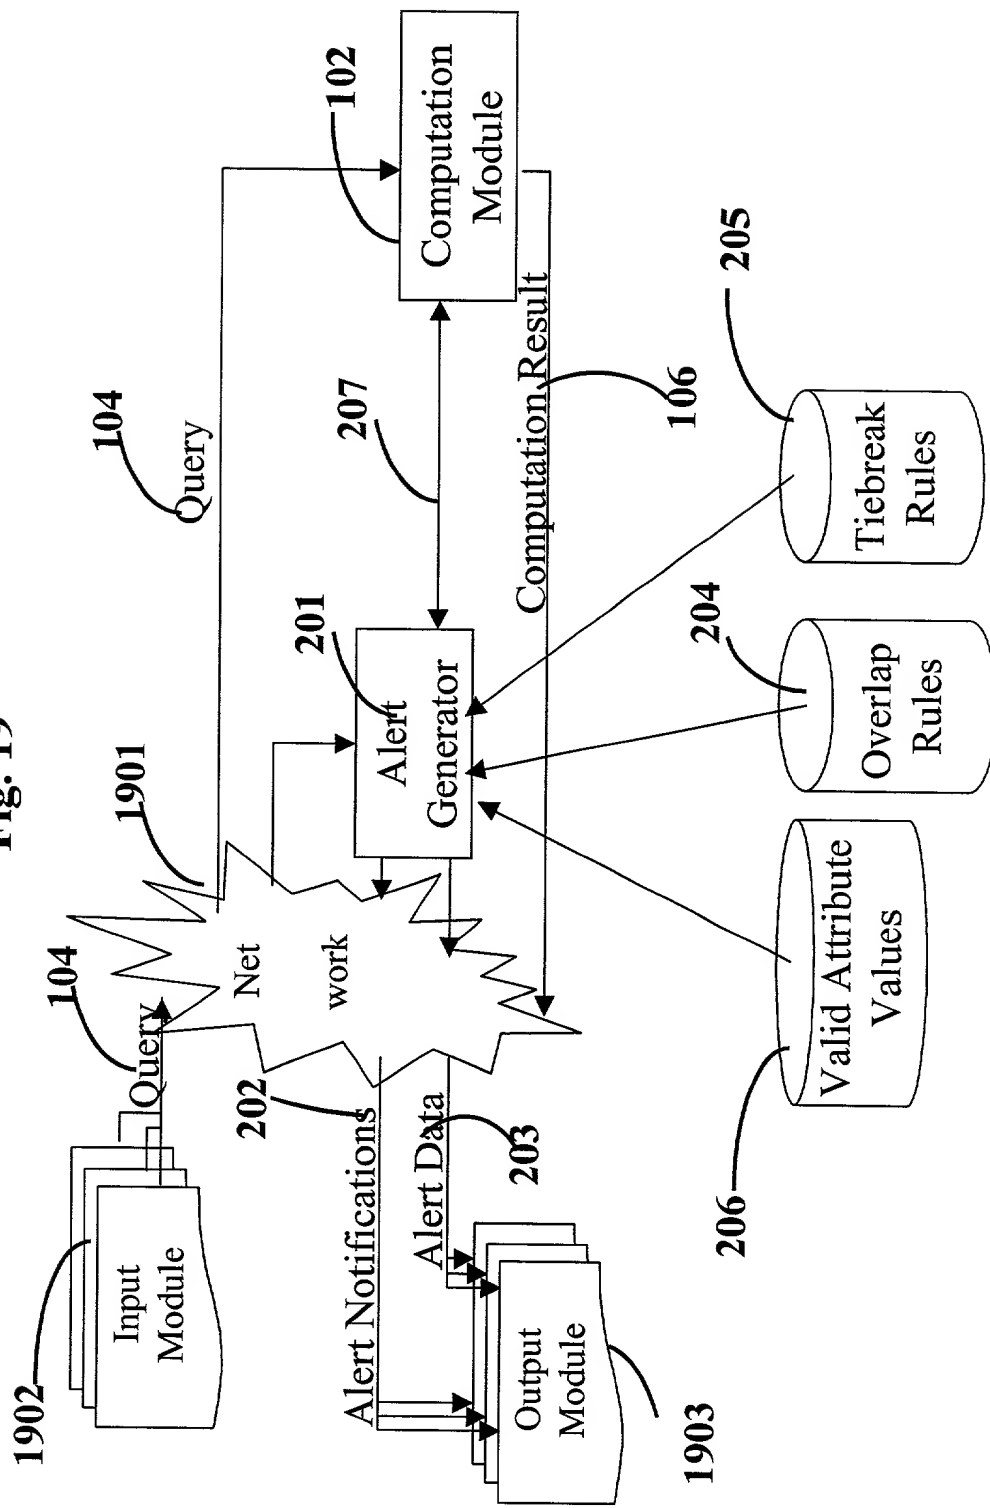 Fig. 19
1902
Input
Module
104
Query
1901
104
Query
102
Computation
Module
Net
work
201
Alert
Generator
207
202
Alert Notifications
Alert Data
203
Computation Result
106
Output
Module
1903
206
Valid Attribute
Values
204
Overlap
Rules
205
Tiebreak
Rules